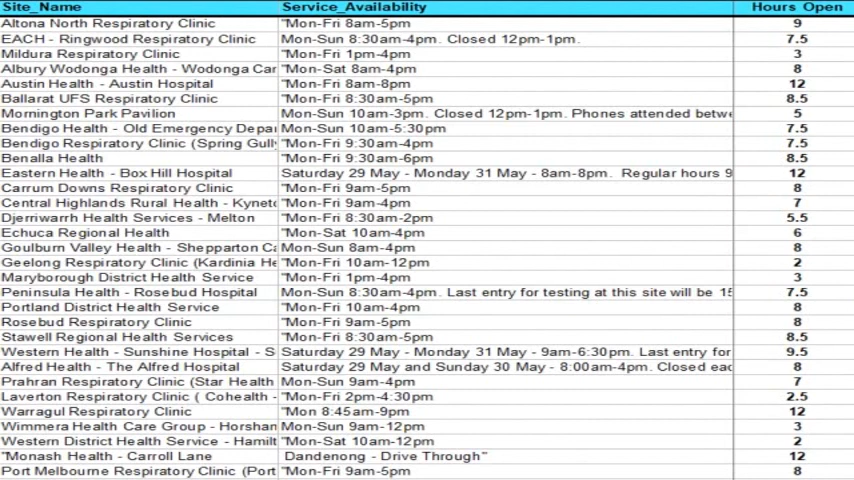 Site_Name Service_Availability Hours Open
Altona North Respiratory Clinic "Mon-Fri 8am-5pm 9
EACH - Ringwood Respiratory Clinic Mon-Sun 8:30am-4pm. Closed 12pm-1pm. 7.5
Mildura Respiratory Clinic "Mon-Fri 1pm-4pm 3
Albury Wodonga Health - Wodonga Car "Mon-Sat 8am-4pm 8
Austin Health - Austin Hospital "Mon-Fri 8am-8pm 12
Ballarat UFS Respiratory Clinic "Mon-Fri 8:30am-5pm 8.5
Mornington Park Pavilion Mon-Sun 10am-3pm. Closed 12pm-1pm. Phones attended betwe 5
Bendigo Health - Old Emergency Depar Mon-Sun 10am-5:30pm 7.5
Bendigo Respiratory Clinic (Spring Gully "Mon-Fri 9:30am-4pm 7.5
Benalla Health "Mon-Fri 9:30am-6pm 8.5
Eastern Health - Box Hill Hospital Saturday 29 May - Monday 31 May - 8am-8pm. Regular hours 9 12
Carrum Downs Respiratory Clinic "Mon-Fri 9am-5pm 8
Central Highlands Rural Health - Kyneto "Mon-Fri 9am-4pm 7
Djerriwarrh Health Services - Melton "Mon-Fri 8:30am-2pm 5.5
Echuca Regional Health "Mon-Sat 10am-4pm 6
Goulburn Valley Health - Shepparton Ca Mon-Sun 8am-4pm 8
Geelong Respiratory Clinic (Kardinia He "Mon-Fri 10am-12pm 2
Maryborough District Health Service "Mon-Fri 1pm-4pm 3
Peninsula Health - Rosebud Hospital Mon-Sun 8:30am-4pm. Last entry for testing at this site will be 15 7.5
Portland District Health Service "Mon-Fri 10am-4pm 8
Rosebud Respiratory Clinic "Mon-Fri 9am-5pm 8
Stawell Regional Health Services "Mon-Fri 8:30am-5pm 8.5
Western Health - Sunshine Hospital - S Saturday 29 May - Monday 31 May - 9am-6:30pm. Last entry for 9.5
Alfred Health - The Alfred Hospital Saturday 29 May and Sunday 30 May - 8:00am-4pm. Closed eac 8
Prahran Respiratory Clinic (Star Health Mon-Sun 9am-4pm 7
Laverton Respiratory Clinic ( Cohealth - "Mon-Fri 2pm-4:30pm 2.5
Warragul Respiratory Clinic "Mon 8:45am-9pm 12
Wimmera Health Care Group - Horsham Mon-Sun 9am-12pm 3
Western District Health Service - Hamilt "Mon-Sat 10am-12pm 2
"Monash Health - Carroll Lane Dandenong - Drive Through" 12
Port Melbourne Respiratory Clinic (Port "Mon-Fri 9am-5pm 8